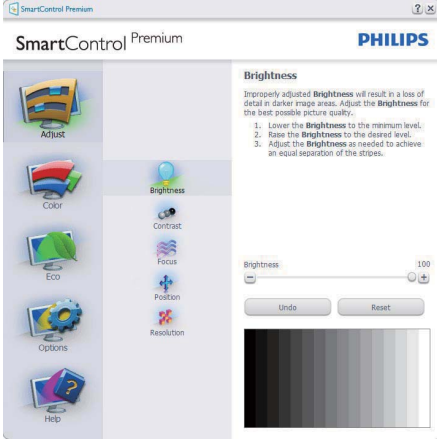 SmartControl Premium
SmartControl Premium
PHILIPS
Adjust
Color
Eco
Options
Help
Brightness
Contrast
Focus
Position
Resolution
Brightness
Improperly adjusted Brightness will result in a loss of
detail in darker image areas. Adjust the Brightness for
the best possible picture quality.
1. Lower the Brightness to the minimum level.
2. Raise the Brightness to the desired level.
3. Adjust the Brightness as needed to achieve
an equal separation of the stripes.
Brightness 100
Undo Reset